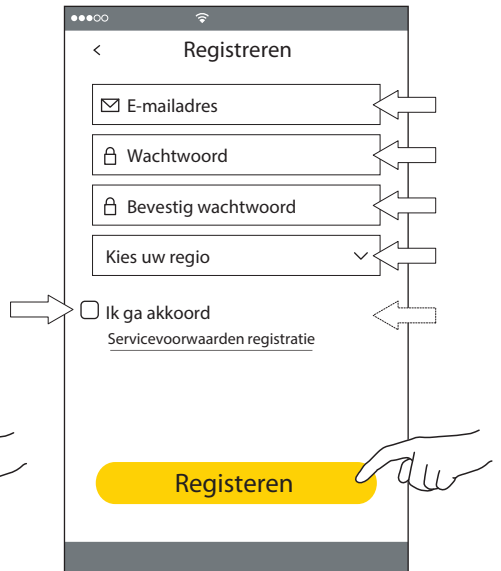 Registreren
E-mailadres
Wachtwoord
Bevestig wachtwoord
Kies uw regio
Ik ga akkoord
Servicevoorwaarden registratie
Registeren